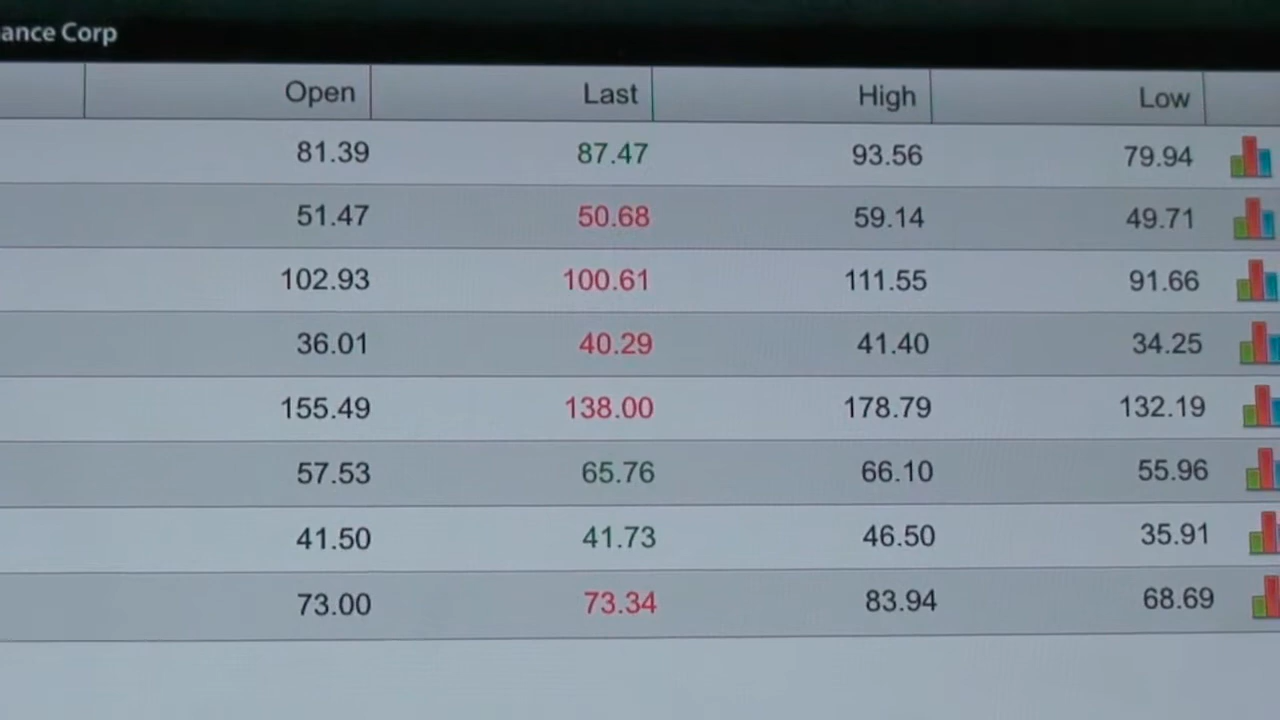 ance Corp
Open Last High Low
81.39 87.47 93.56 79.94
51.47 50.68 59.14 49.71
102.93 100.61 111.55 91.66
36.01 40.29 41.40 34.25
155.49 138.00 178.79 132.19
57.53 65.76 66.10 55.96
41.50 41.73 46.50 35.91
73.00 73.34 83.94 68.69